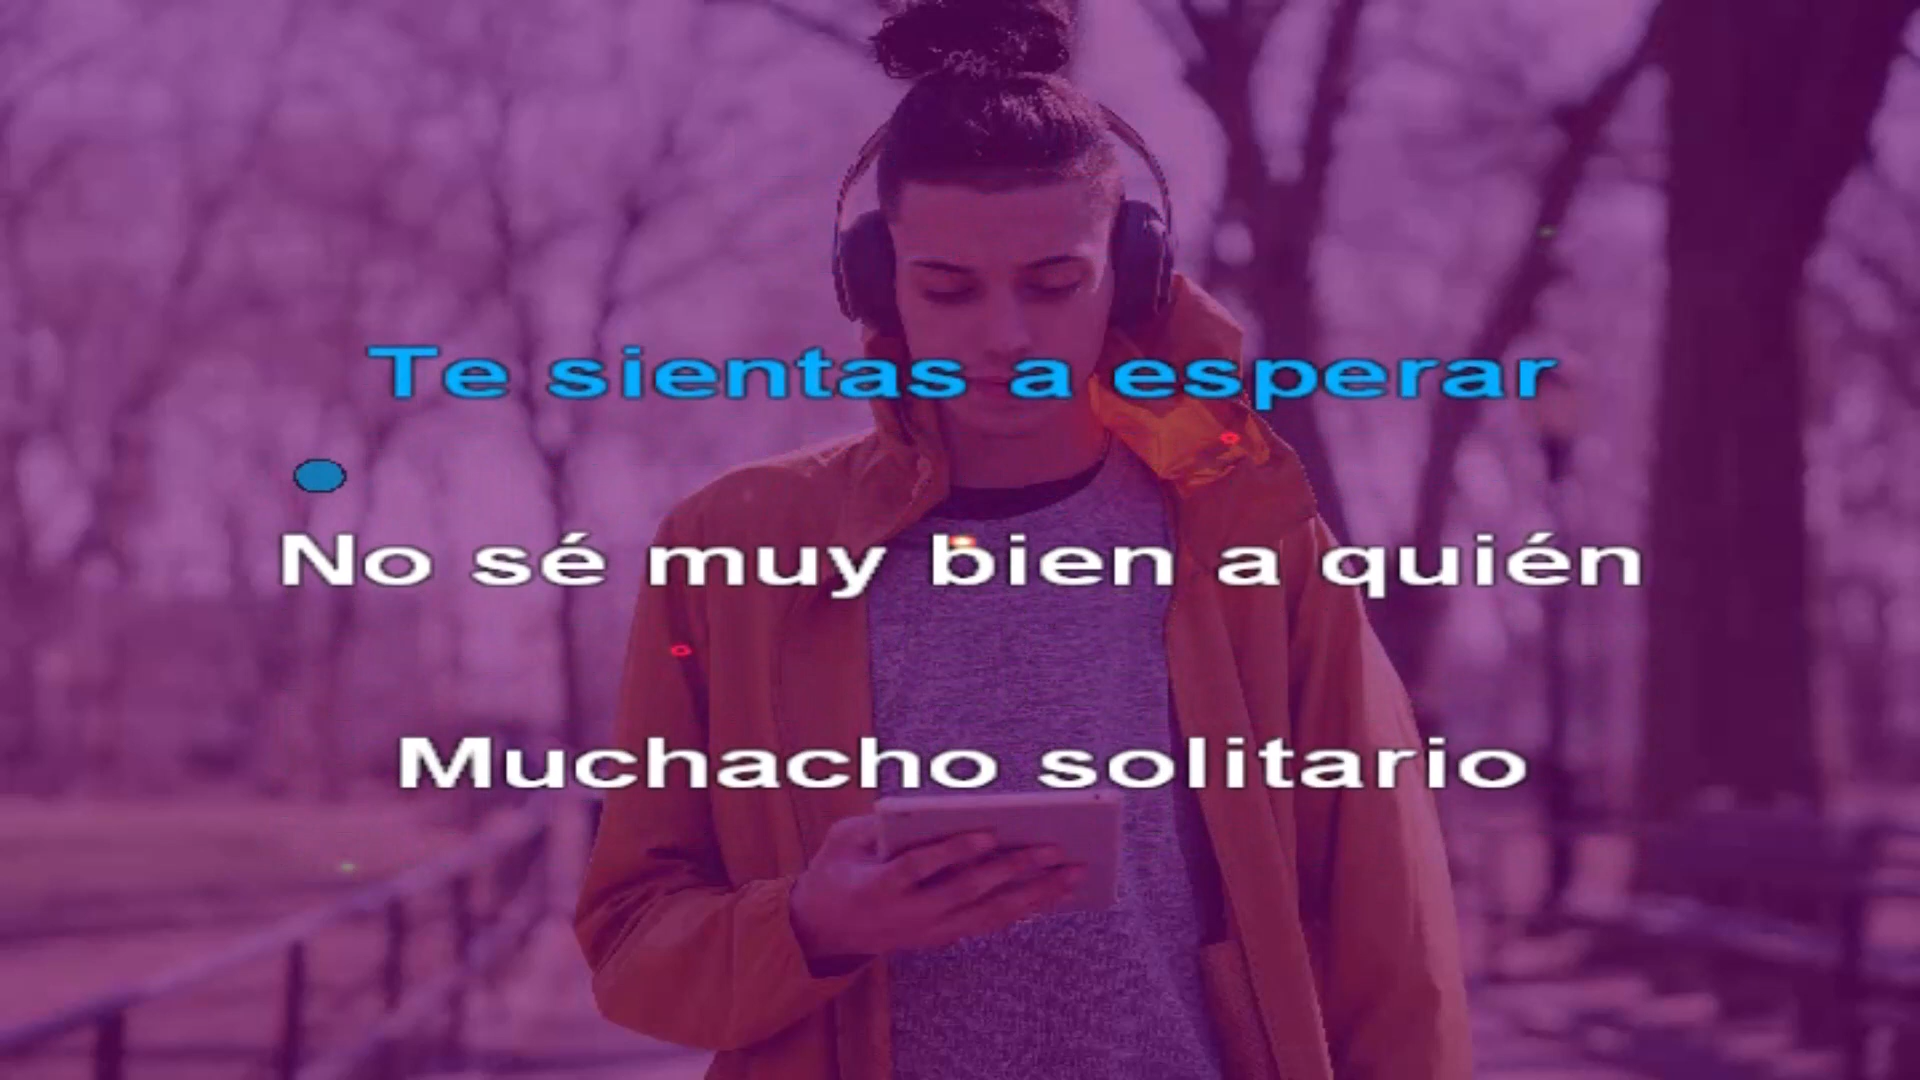 Te sientas a esperar
No sé muy bien a quién
Muchacho solitario